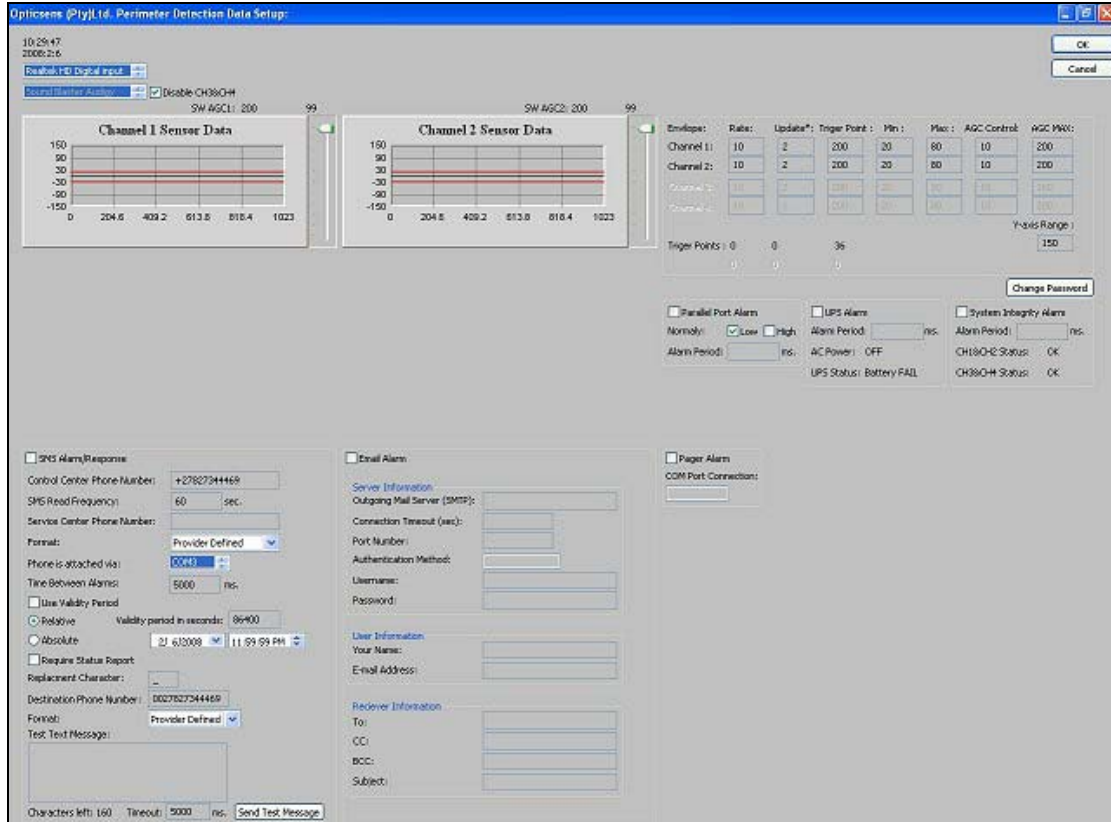 Opticsens (Pty)Ltd. Perimeter Detection Data Setup:
10:29:47
2008:2:6
OK
Cancel
Realtek HD Digital input
Sound Blaster Audigy
Disable CH3&CH4
SW AGC1: 200 99
SW AGC2: 200 99
Channel 1 Sensor Data
150
90
30
-30
-90
-150
0 204.6 409.2 613.8 818.4 1023
Channel 2 Sensor Data
150
90
30
-30
-90
-150
0 204.6 409.2 613.8 818.4 1023
Envelope: Rate: Update*: Triger Point : Min : Max : AGC Control: AGC MAX:
Channel 1: 10 2 200 20 80 10 200
Channel 2: 10 2 200 20 80 10 200
Y-axis Range :
150
Triger Points : 0 0 36
0 0 0
Change Password
Parallel Port Alarm
Normaly: Low High
Alarm Period: ms.
UPS Alarm
Alarm Period: ms.
AC Power: OFF
UPS Status: Battery FAIL
System Integrity Alarm
Alarm Period: ms.
CH1&CH2 Status: OK
CH3&CH4 Status: OK
SMS Alarm/Response
Control Center Phone Number: +27827344469
SMS Read Frequency: 60 sec.
Service Center Phone Number:
Format: Provider Defined
Phone is attached via: COM3
Time Between Alarms: 5000 ms.
Use Validity Period
Relative Validity period in seconds: 86400
Absolute 2/ 6/2008 11:59:59 PM
Require Status Report
Replacment Character: _
Destination Phone Number: 0027827344469
Format: Provider Defined
Test Text Message:
Characters left: 160 Timeout: 5000 ms. Send Test Message
Email Alarm
Server Information
Outgoing Mail Server (SMTP):
Connection Timeout (sec):
Port Number:
Authentication Method:
Username:
Password:
User Information
Your Name:
E-mail Address:
Reciever Information
To:
CC:
BCC:
Subject:
Pager Alarm
COM Port Connection: